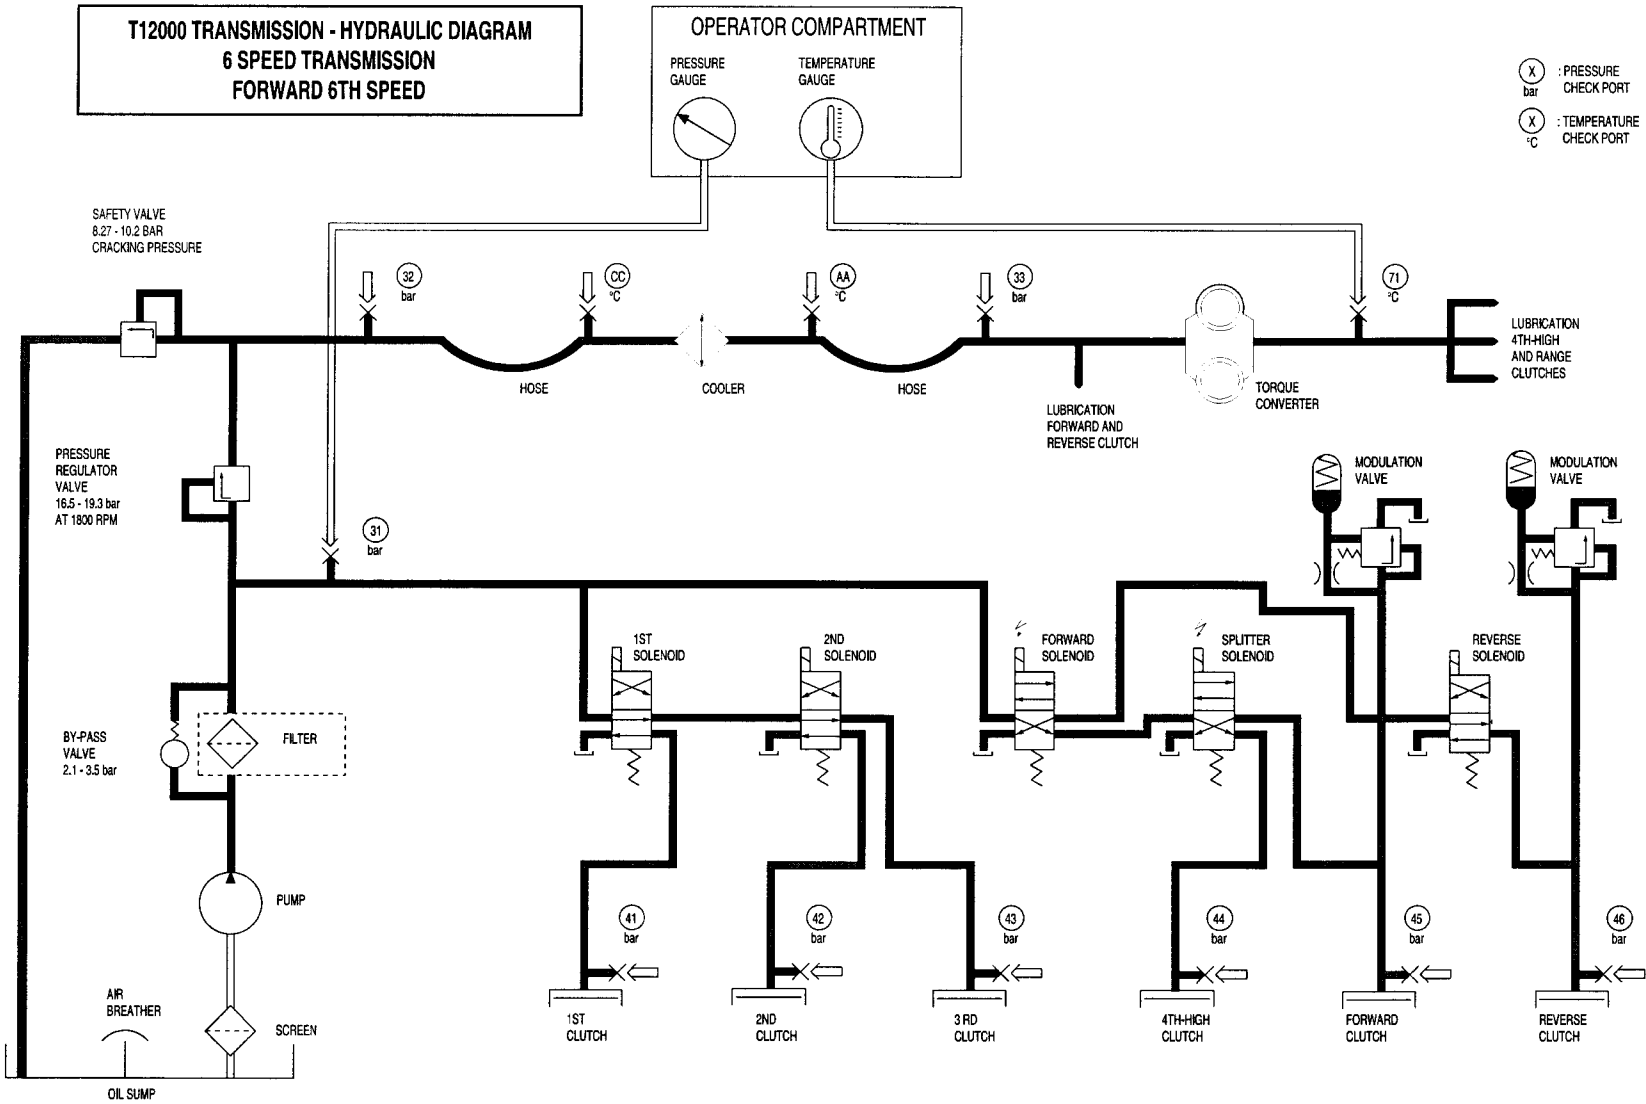 T12000 TRANSMISSION - HYDRAULIC DIAGRAM
6 SPEED TRANSMISSION
FORWARD 6TH SPEED
OPERATOR COMPARTMENT
PRESSURE
GAUGE
TEMPERATURE
GAUGE
X
bar
: PRESSURE
CHECK PORT
X
°C
: TEMPERATURE
CHECK PORT
SAFETY VALVE
8.27 - 10.2 BAR
CRACKING PRESSURE
32
bar
CC
°C
AA
°C
33
bar
71
°C
HOSE
COOLER
HOSE
LUBRICATION
FORWARD AND
REVERSE CLUTCH
TORQUE
CONVERTER
LUBRICATION
4TH-HIGH
AND RANGE
CLUTCHES
PRESSURE
REGULATOR
VALVE
16.5 - 19.3 bar
AT 1800 RPM
31
bar
MODULATION
VALVE
MODULATION
VALVE
1ST
SOLENOID
2ND
SOLENOID
FORWARD
SOLENOID
SPLITTER
SOLENOID
REVERSE
SOLENOID
BY-PASS
VALVE
2.1 - 3.5 bar
FILTER
PUMP
41
bar
42
bar
43
bar
44
bar
45
bar
46
bar
AIR
BREATHER
SCREEN
OIL SUMP
1ST
CLUTCH
2ND
CLUTCH
3 RD
CLUTCH
4TH-HIGH
CLUTCH
FORWARD
CLUTCH
REVERSE
CLUTCH